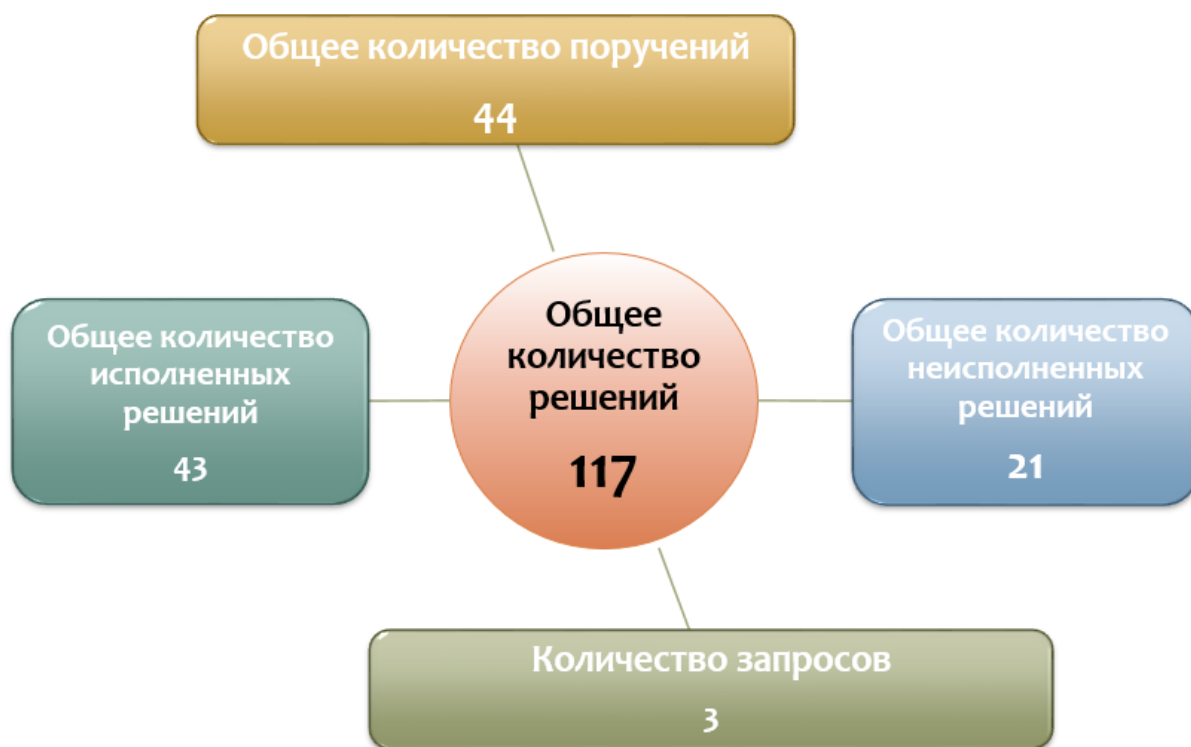 Общее количество поручений
44
Общее количество исполненных решений
43
Общее
количество
решений
117
Общее количество
неисполненных
решений
21
Количество запросов
3